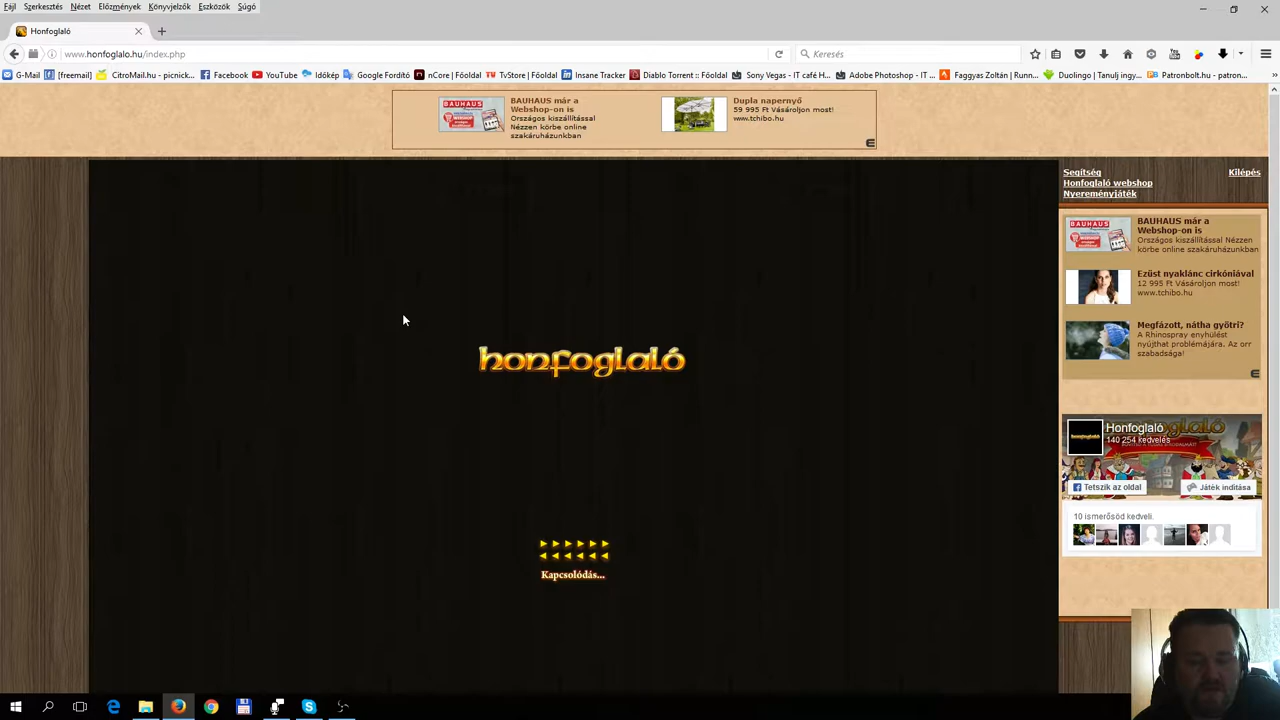 Fájl Szerkesztés Nézet Előzmények Könyvjelzők Eszközök Súgó
Honfoglaló
www.honfoglalo.hu/index.php
Keresés
G-Mail [freemail] CitroMail.hu - picnick... Facebook YouTube Időkép Google Fordító nCore | Főoldal TvStore | Főoldal Insane Tracker Diablo Torrent :: Főoldal Sony Vegas - IT café H... Adobe Photoshop - IT ... Faggyas Zoltán | Runn... Duolingo | Tanulj ingy... Patronbolt.hu - patron...
BAUHAUS már a
Webshop-on is
Országos kiszállítással
Nézzen körbe online
szakáruházunkban
Dupla napernyő
59 995 Ft Vásároljon most!
www.tchibo.hu
Segítség
Kilépés
Honfoglaló webshop
Nyereményjáték
BAUHAUS már a
Webshop-on is
Országos kiszállítással Nézzen
körbe online szakáruházunkban
Ezüst nyaklánc cirkóniával
12 995 Ft Vásároljon most!
www.tchibo.hu
Megfázott, nátha gyötri?
A Rhinospray enyhülést
nyújthat problémájára. Az orr
szabadsága!
honfoglaló
Kapcsolódás...
Honfoglaló
140 254 kedvelés
Tetszik az oldal
Játék indítása
10 ismerősöd kedveli.